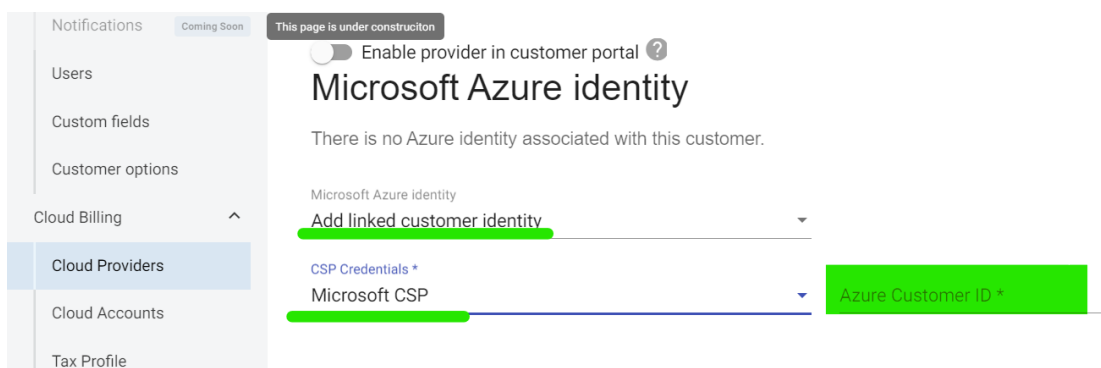 Notifications
Coming Soon
This page is under construciton
Users
Custom fields
Customer options
Cloud Billing
Cloud Providers
Cloud Accounts
Tax Profile
Enable provider in customer portal ?
Microsoft Azure identity
There is no Azure identity associated with this customer.
Microsoft Azure identity
Add linked customer identity
CSP Credentials *
Microsoft CSP
Azure Customer ID *